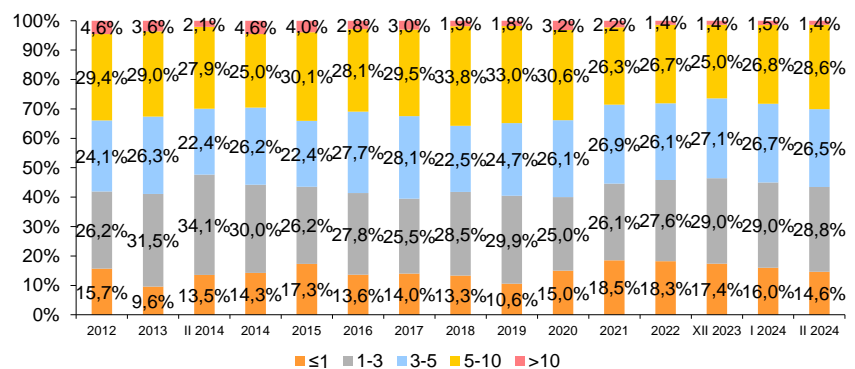 100%
90%
80%
70%
60%
50%
40%
30%
20%
10%
0%
4,6% 3,6% 2,1% 4,6% 4,0% 2,8% 3,0% 1,9% 1,8% 3,2% 2,2% 1,4% 1,4% 1,5% 1,4%
29,4% 29,0% 27,9% 25,0% 30,1% 28,1% 29,5% 33,8% 33,0% 30,6% 26,3% 26,7% 25,0% 26,8% 28,6%
24,1% 26,3% 22,4% 26,2% 22,4% 27,7% 28,1% 22,5% 24,7% 26,1% 26,9% 26,1% 27,1% 26,7% 26,5%
26,2% 31,5% 34,1% 30,0% 26,2% 27,8% 25,5% 28,5% 29,9% 25,0% 26,1% 27,6% 29,0% 29,0% 28,8%
15,7% 9,6% 13,5% 14,3% 17,3% 13,6% 14,0% 13,3% 10,6% 15,0% 18,5% 18,3% 17,4% 16,0% 14,6%
2012 2013 II 2014 2014 2015 2016 2017 2018 2019 2020 2021 2022 XII 2023 I 2024 II 2024
≤1 1-3 3-5 5-10 >10